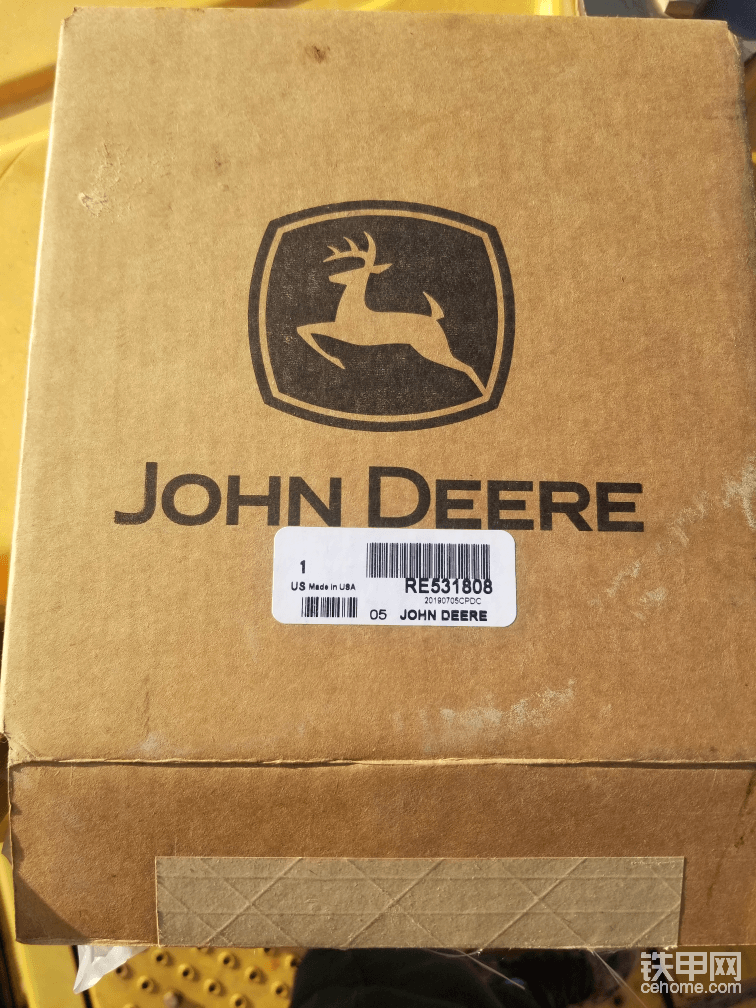 JOHN DEERE
1
US Made in USA
RE531808
20190705CPDC
05 JOHN DEERE
铁甲网
cehome.com